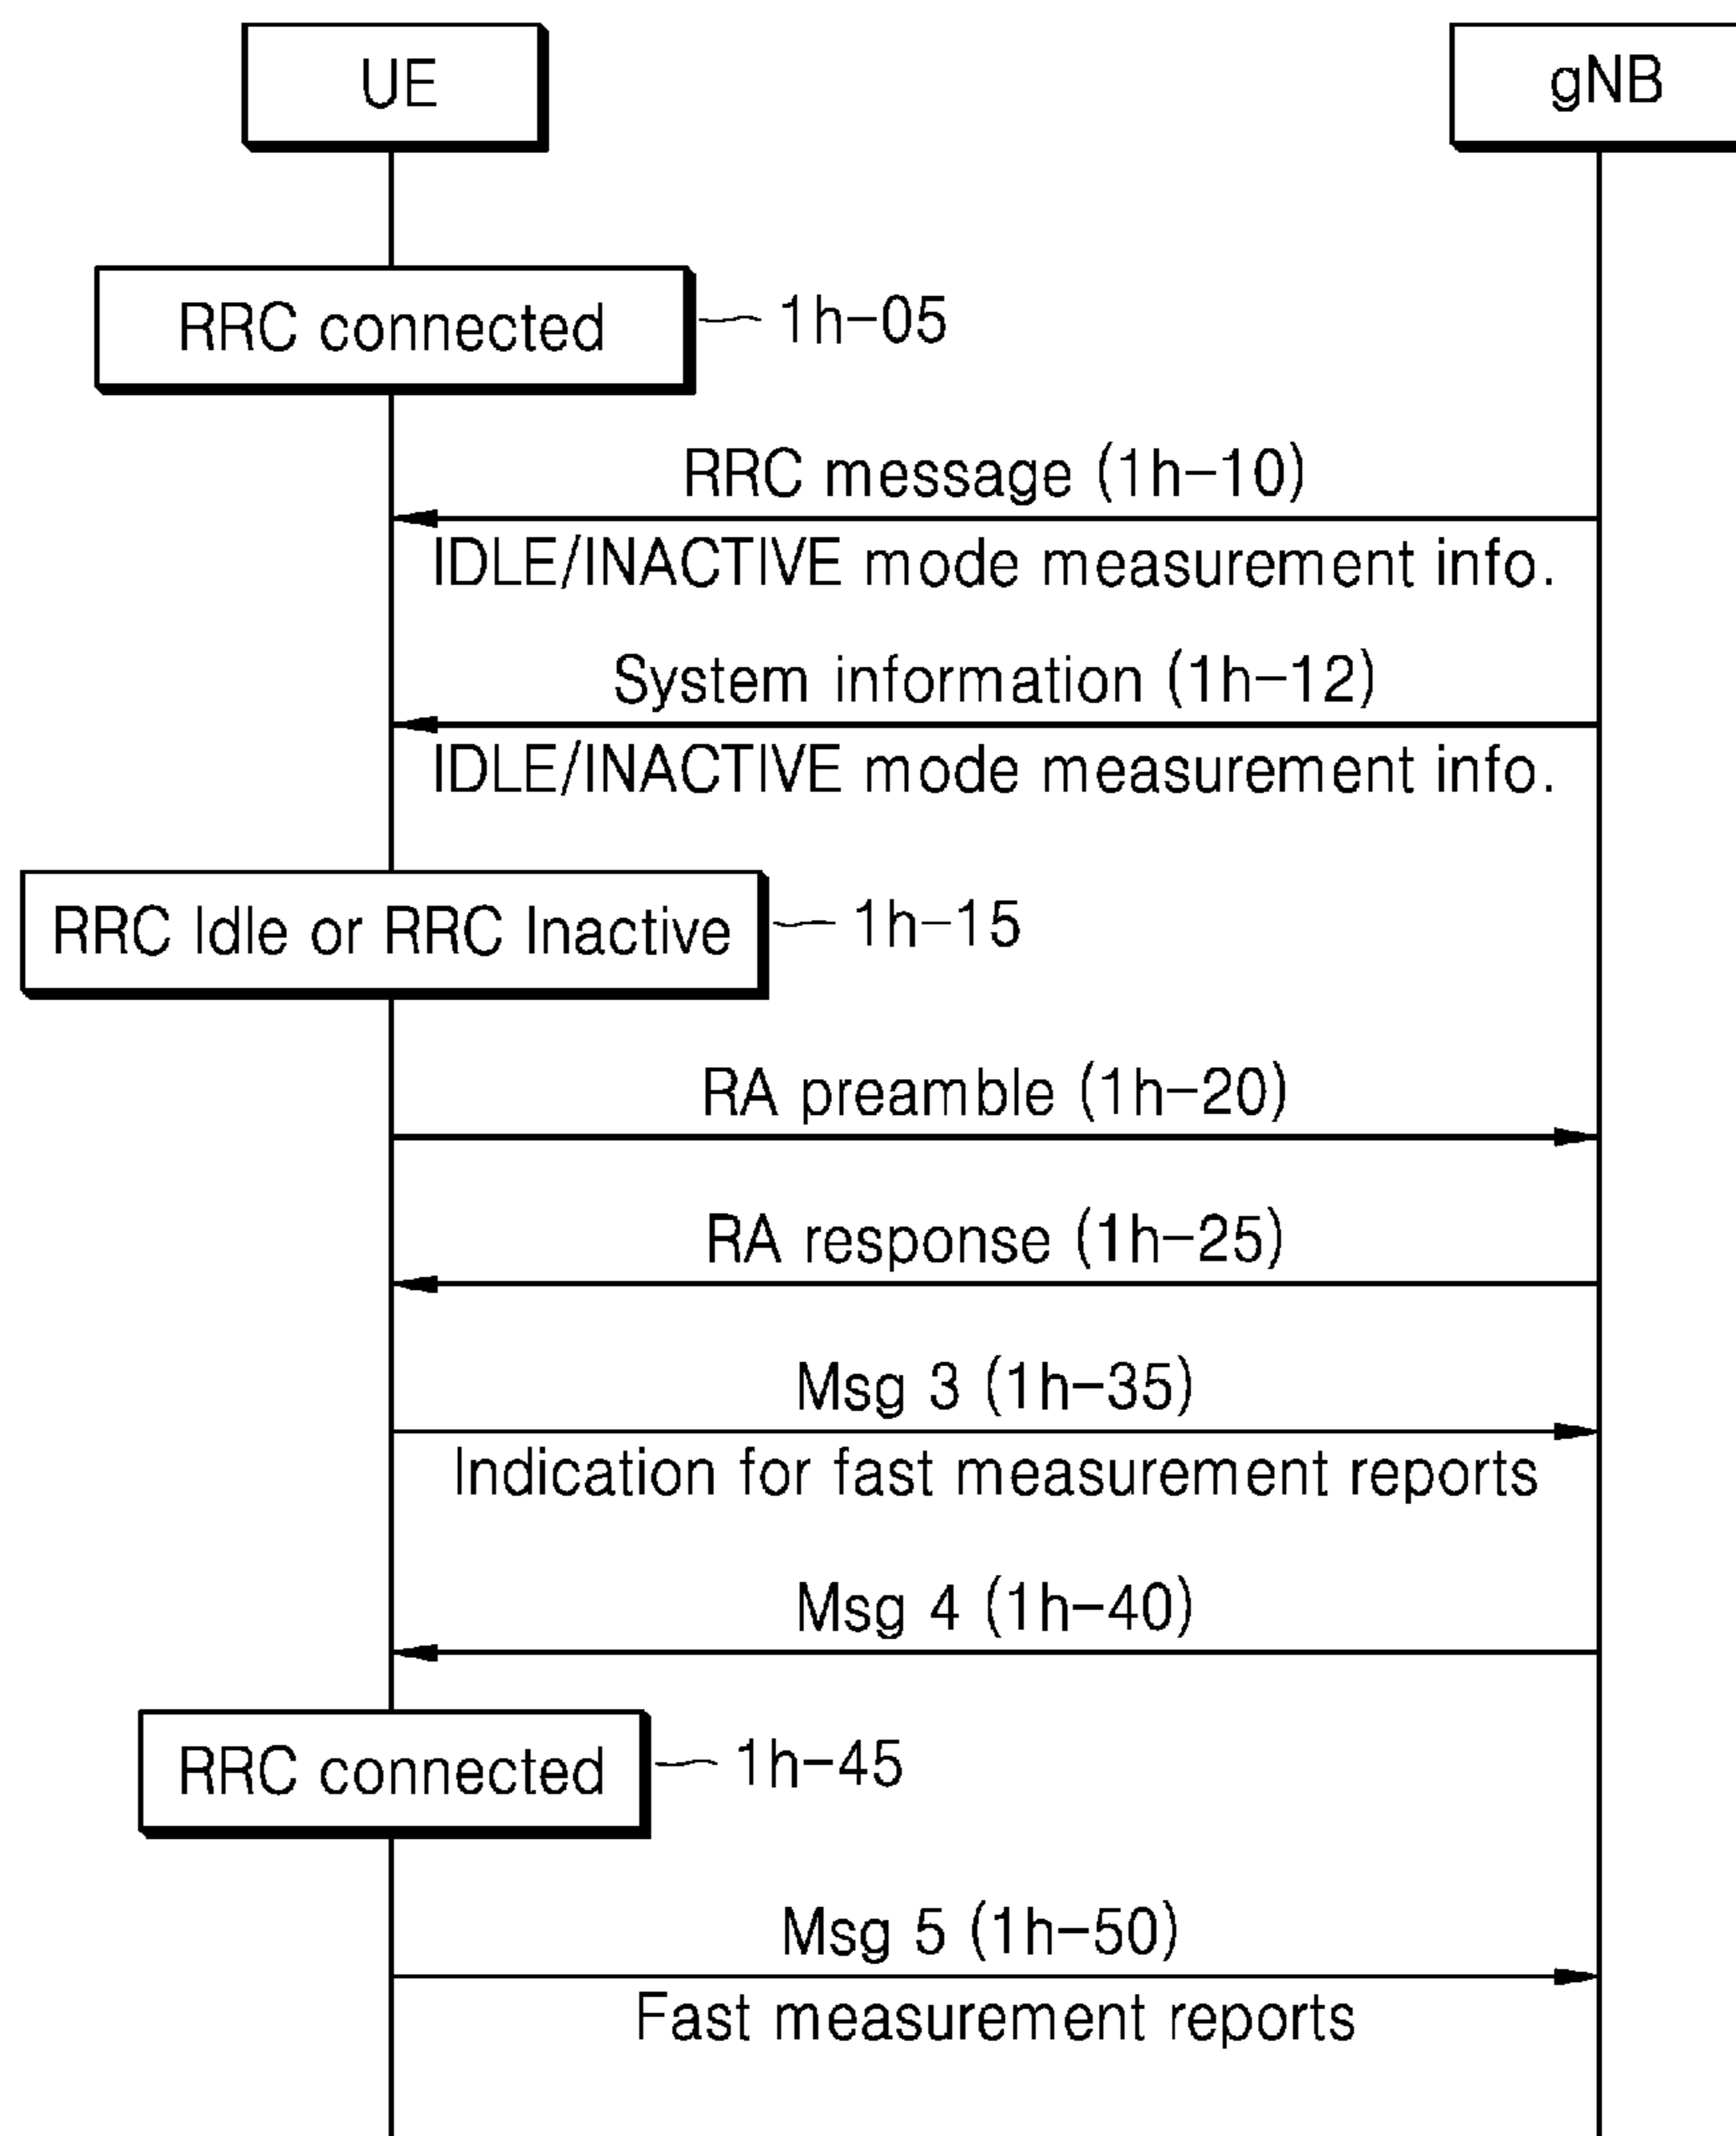 UE
gNB
RRC connected
1h-05
RRC message (1h-10)
IDLE/INACTIVE mode measurement info.
System information (1h-12)
IDLE/INACTIVE mode measurement info.
RRC Idle or RRC Inactive
1h-15
RA preamble (1h-20)
RA response (1h-25)
Msg 3 (1h-35)
Indication for fast measurement reports
Msg 4 (1h-40)
RRC connected
1h-45
Msg 5 (1h-50)
Fast measurement reports